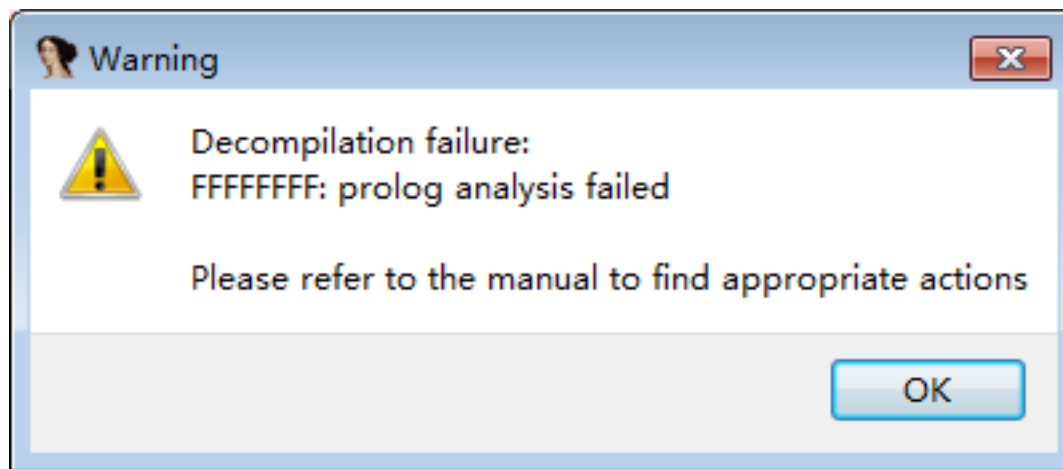 Warning
Decompilation failure:
FFFFFFFF: prolog analysis failed
Please refer to the manual to find appropriate actions
OK